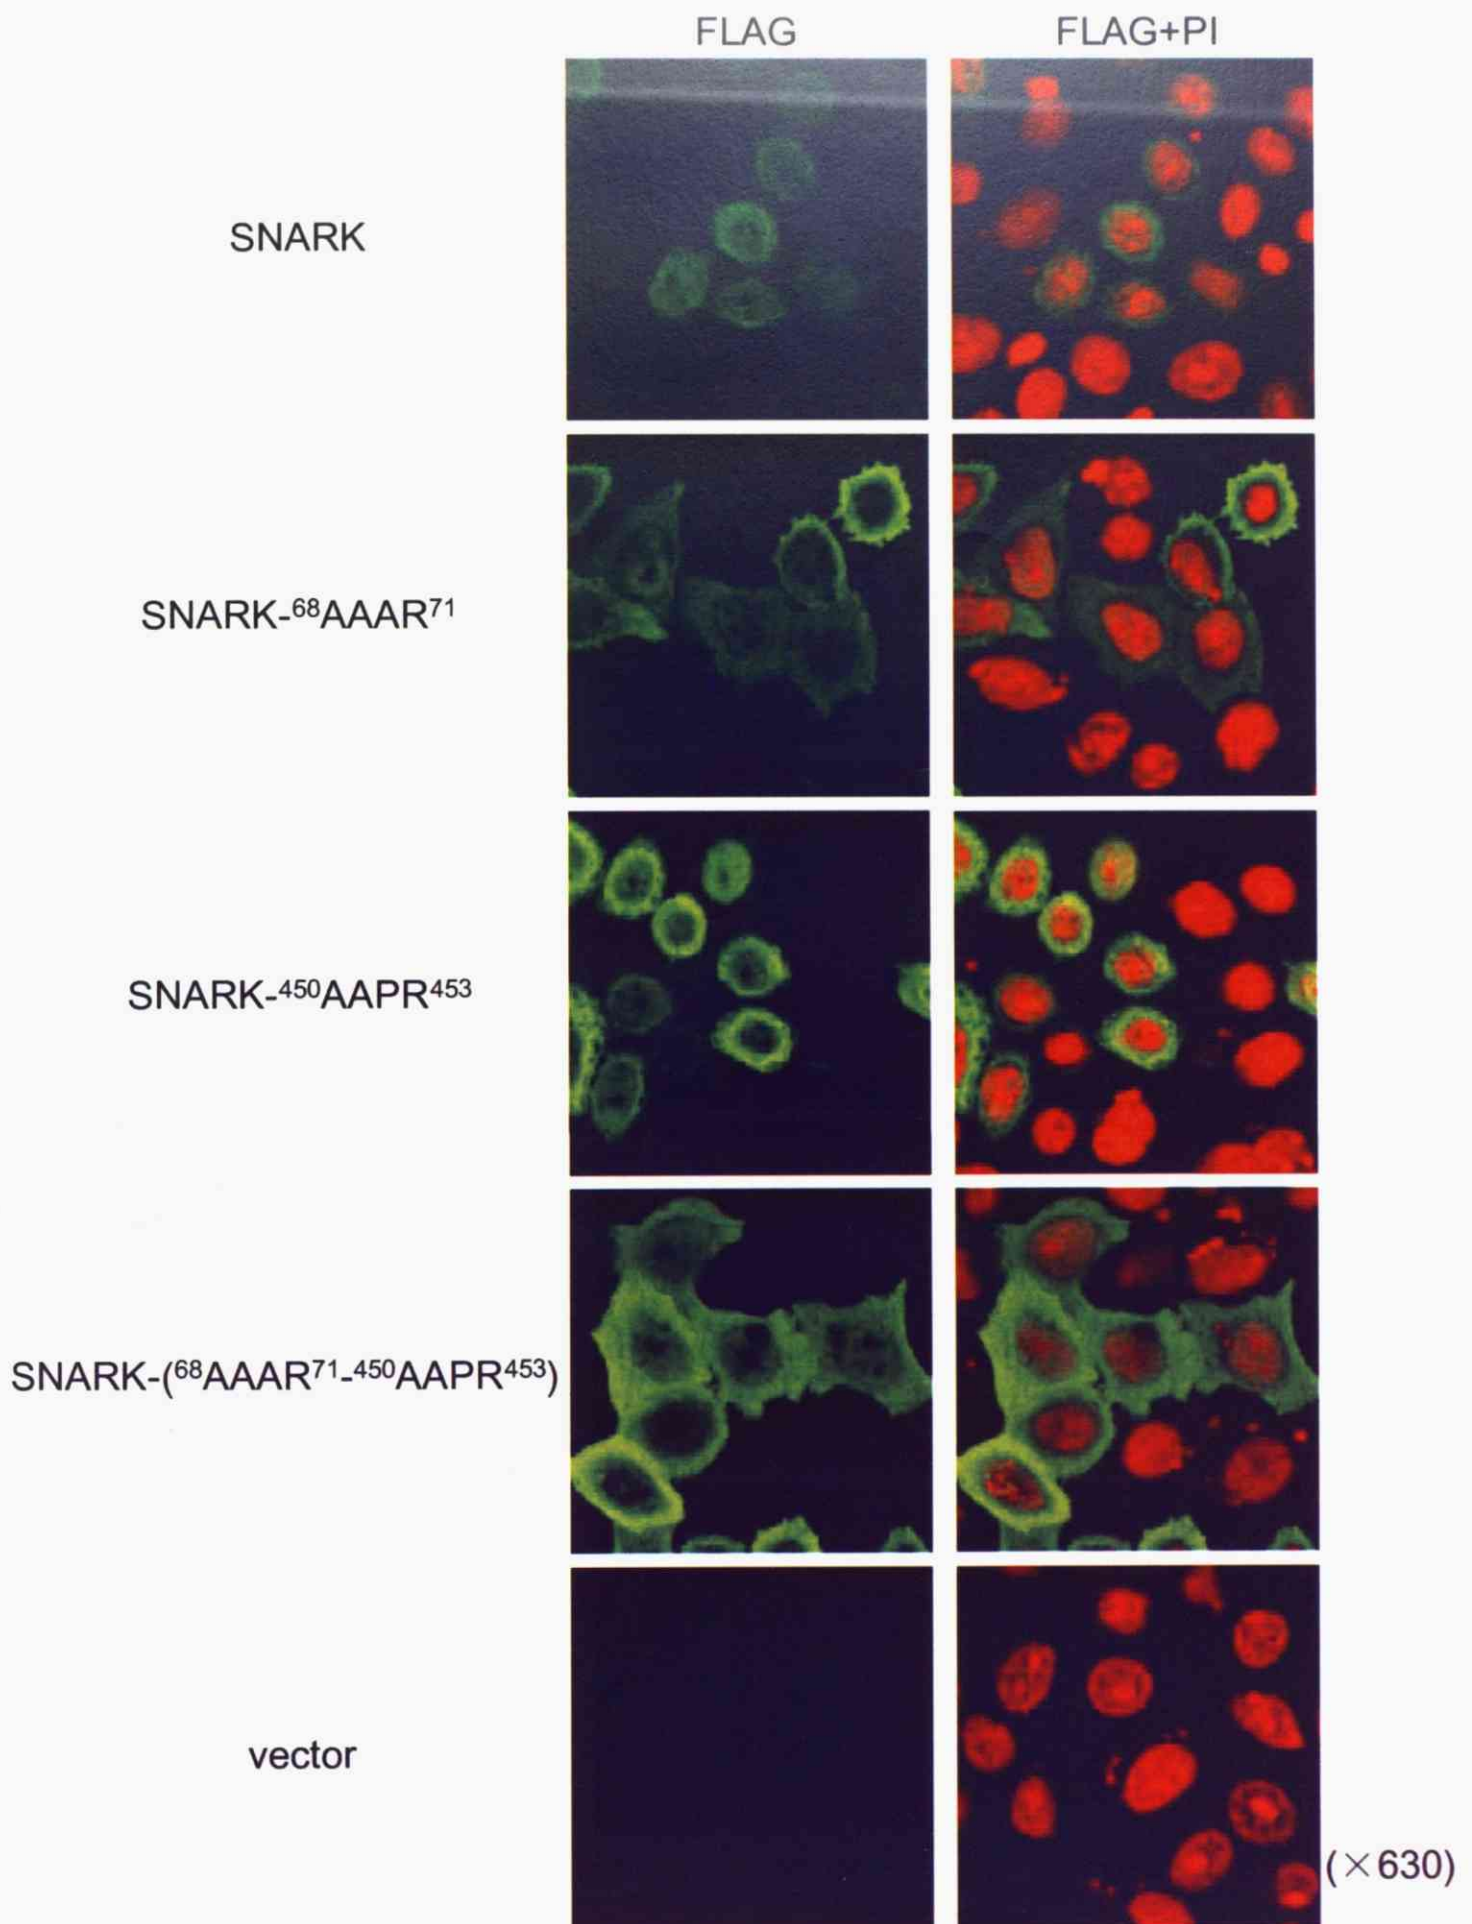 FLAG FLAG+PI
SNARK
SNARK-⁶⁸AAAR⁷¹
SNARK-⁴⁵⁰AAPR⁴⁵³
SNARK-(⁶⁸AAAR⁷¹-⁴⁵⁰AAPR⁴⁵³)
vector
(×630)